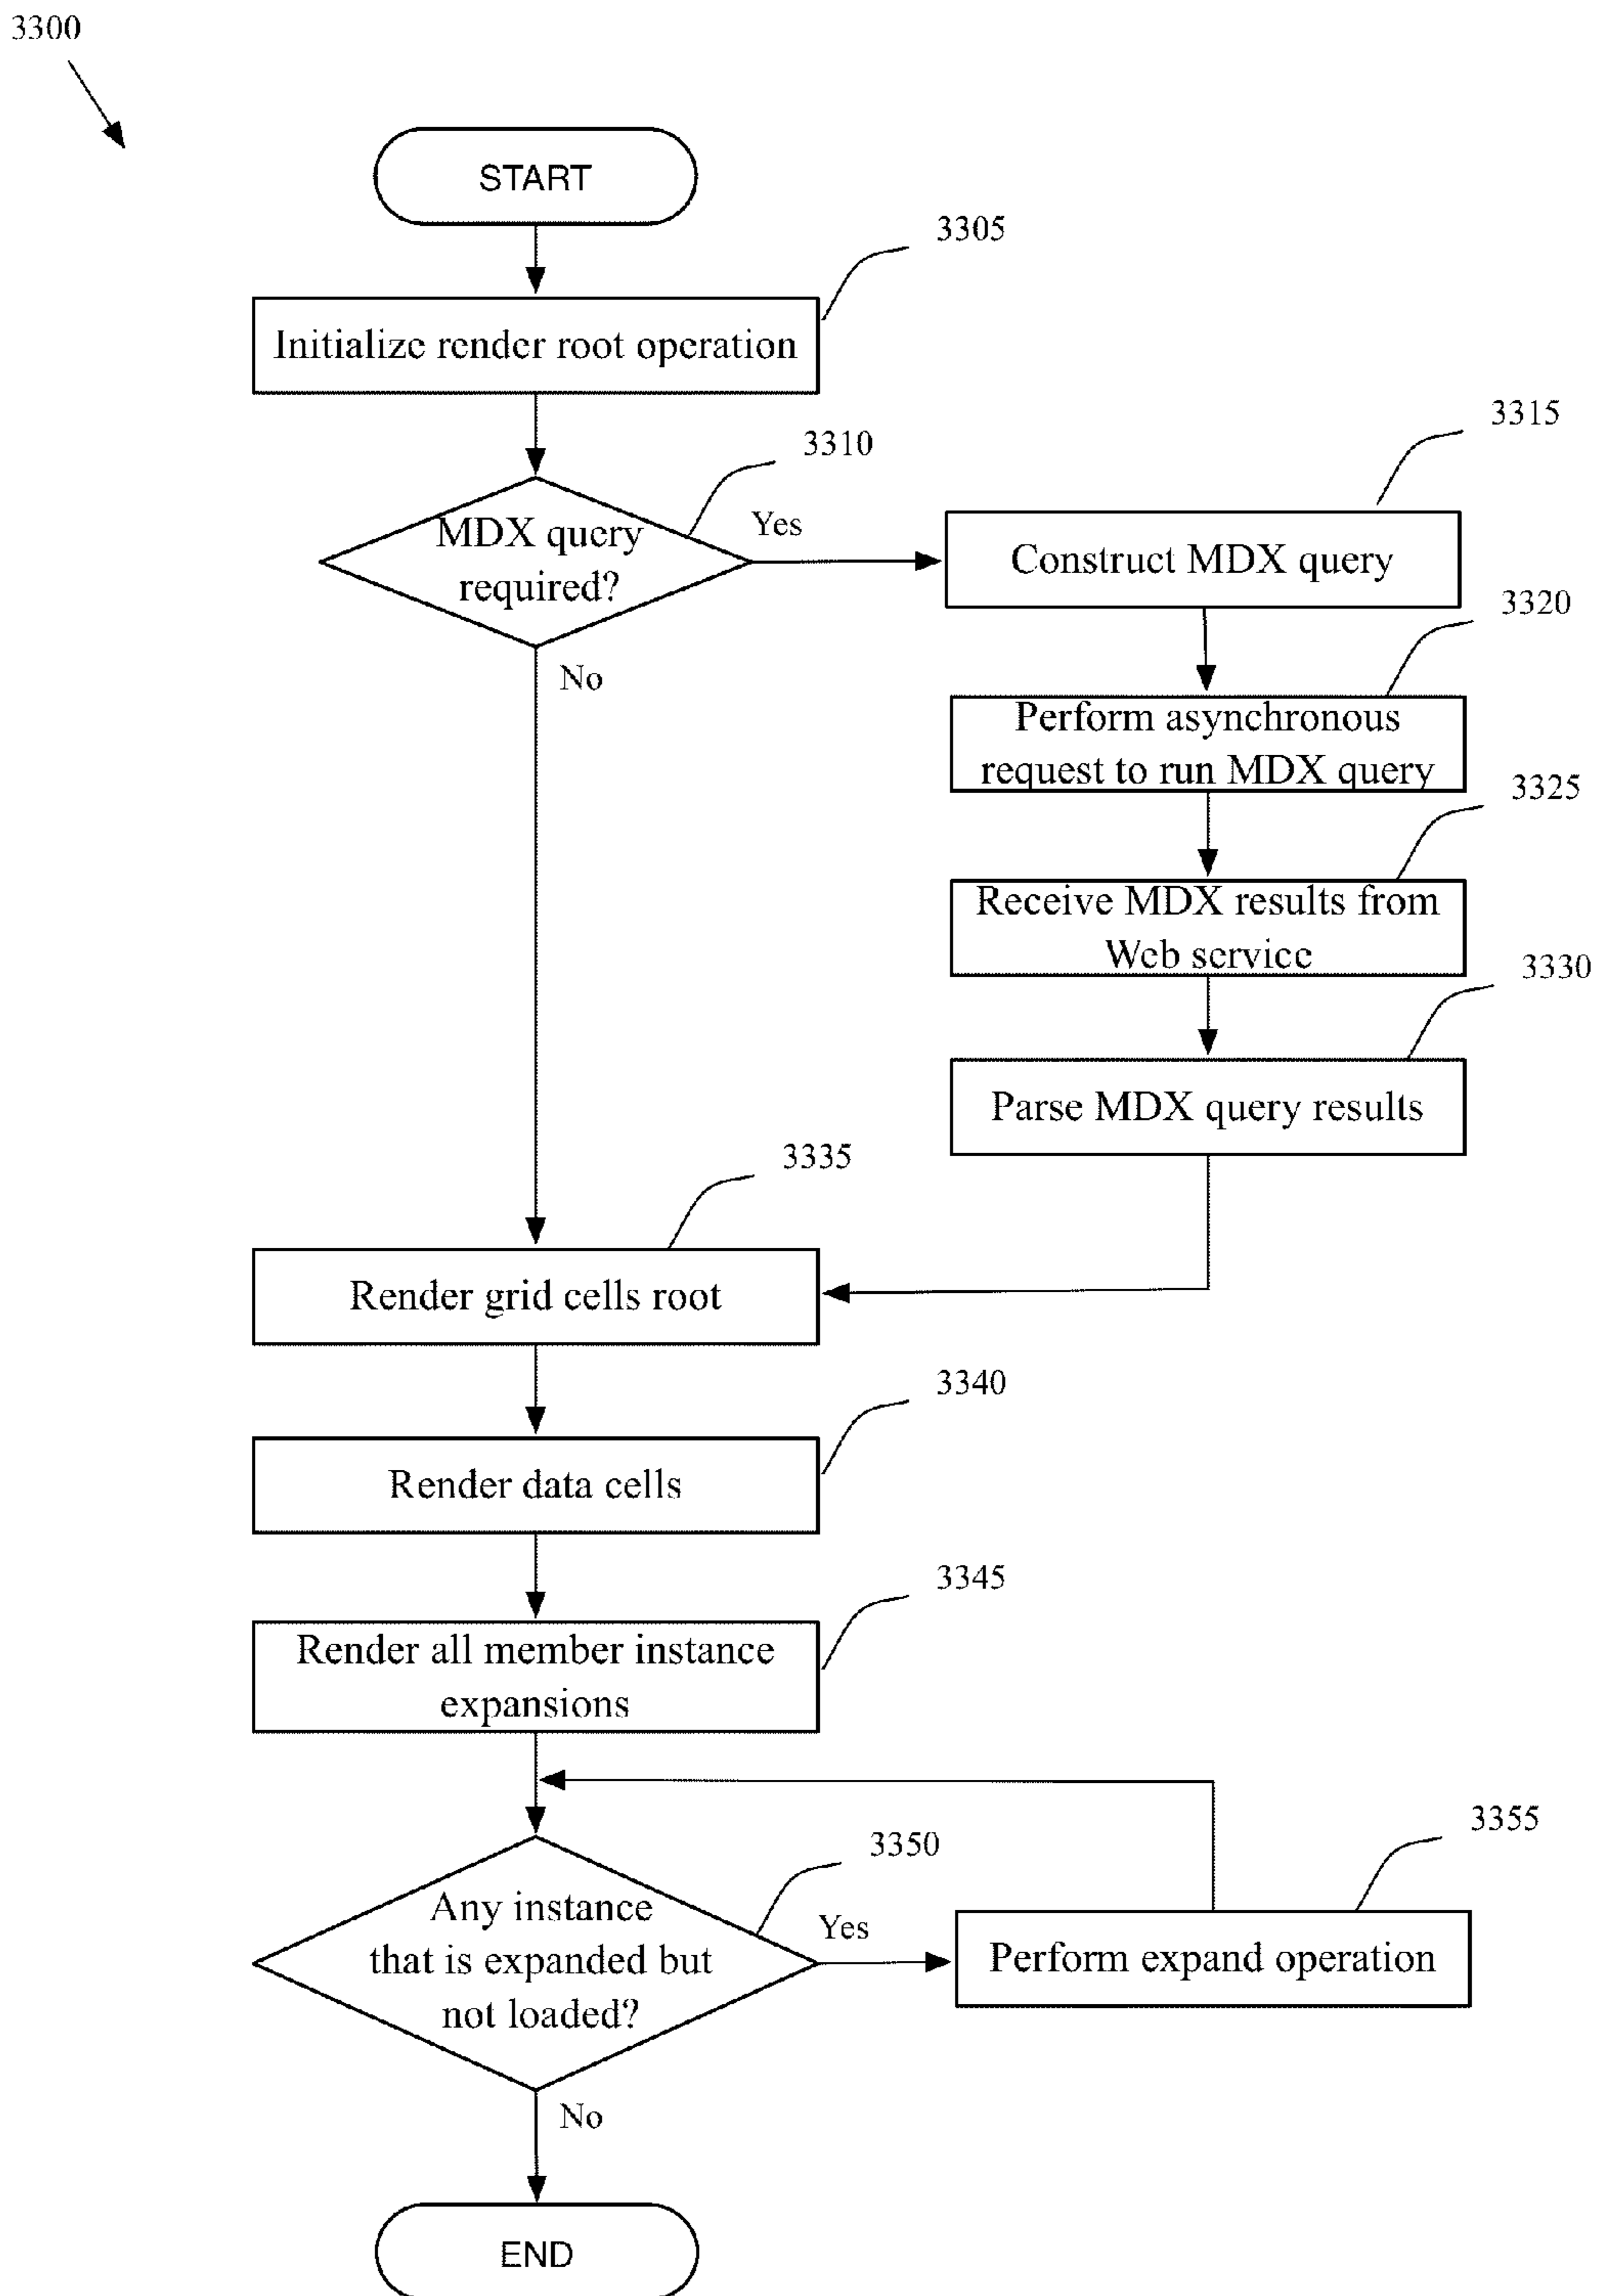 3300
START
3305
Initialize render root operation
3310
MDX query
required?
Yes
No
3315
Construct MDX query
3320
Perform asynchronous
request to run MDX query
3325
Receive MDX results from
Web service
3330
Parse MDX query results
3335
Render grid cells root
3340
Render data cells
3345
Render all member instance
expansions
3350
Any instance
that is expanded but
not loaded?
Yes
3355
Perform expand operation
No
END